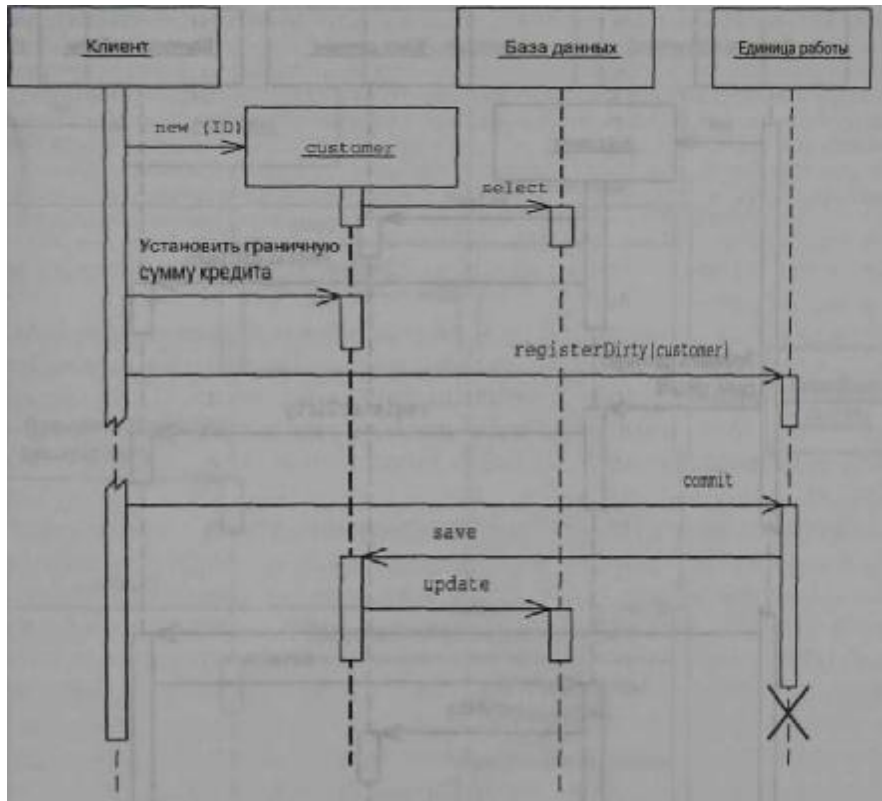 Клиент
База данных
Единица работы
new (ID)
customer
select
Установить граничную
сумму кредита
registerDirty|customer|
commit
save
update